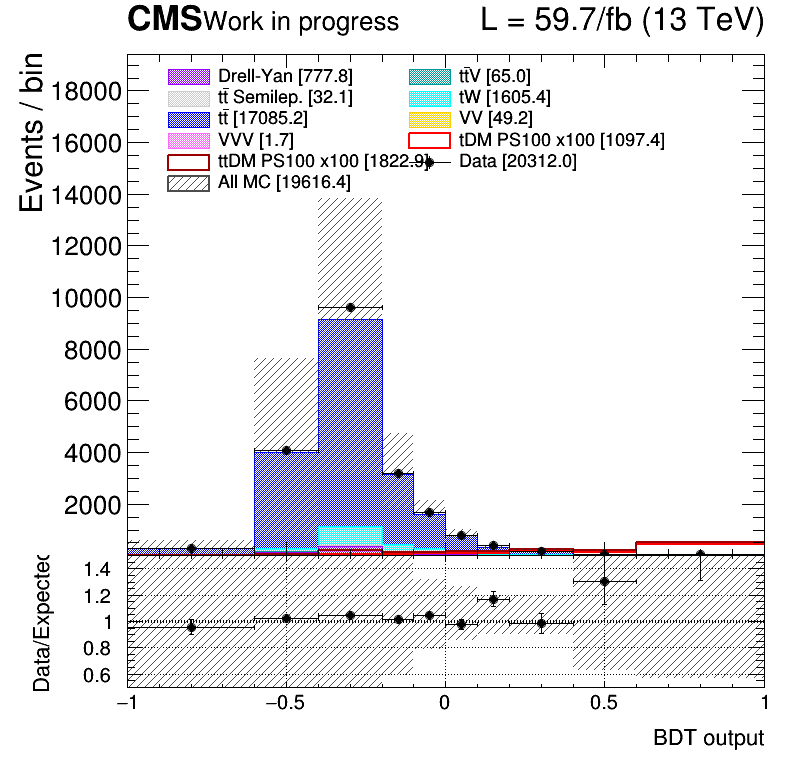 CMS Work in progress L = 59.7/fb (13 TeV)
Events / bin
Drell-Yan [777.8] tt̄V [65.0]
tt̄ Semilep. [32.1] tW [1605.4]
tt̄ [17085.2] VV [49.2]
VVV [1.7] tDM PS100 x100 [1097.4]
ttDM PS100 x100 [1822.9] Data [20312.0]
All MC [19616.4]
18000
14000
12000
10000
8000
6000
4000
2000
Data/Expected
1.4
1.2
1
0.8
0.6
−1 −0.5 0 0.5 1
BDT output